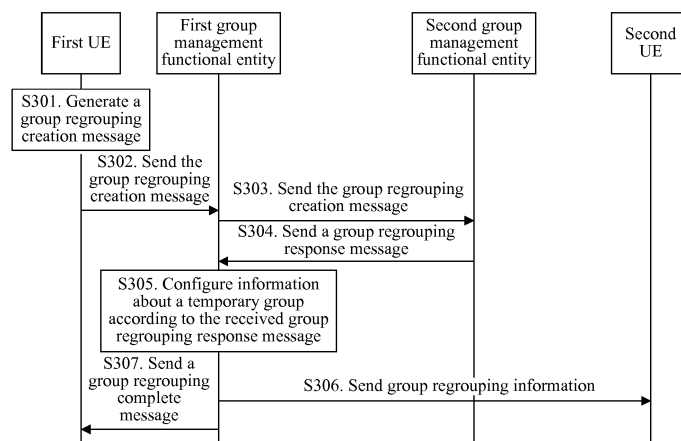 First UE
First group
management
functional entity
Second group
management
functional entity
Second
UE
S301. Generate a
group regrouping
creation message
S302. Send the
group regrouping
creation message
S303. Send the group regrouping
creation message
S304. Send a group regrouping
response message
S305. Configure information
about a temporary group
according to the received group
regrouping response message
S307. Send a
group regrouping
complete
message
S306. Send group regrouping information